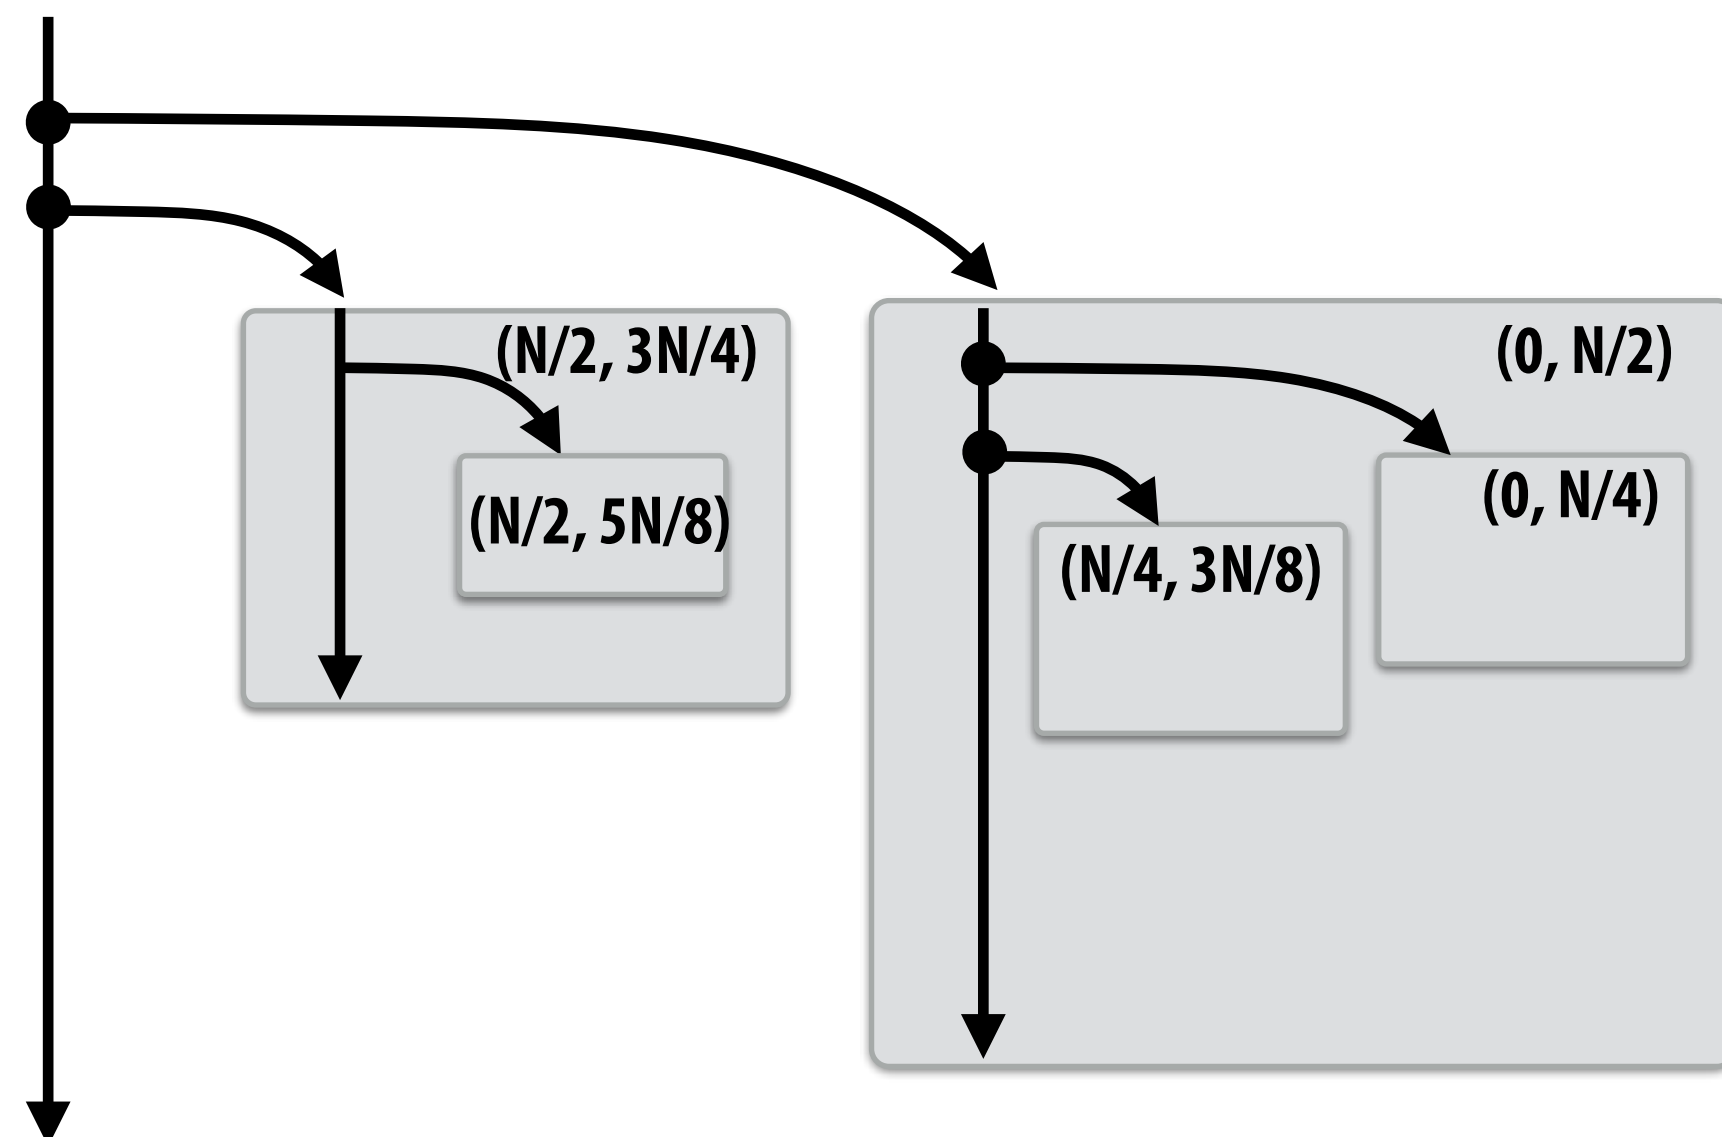 (N/2, 3N/4)
(0, N/2)
(N/2, 5N/8)
(0, N/4)
(N/4, 3N/8)